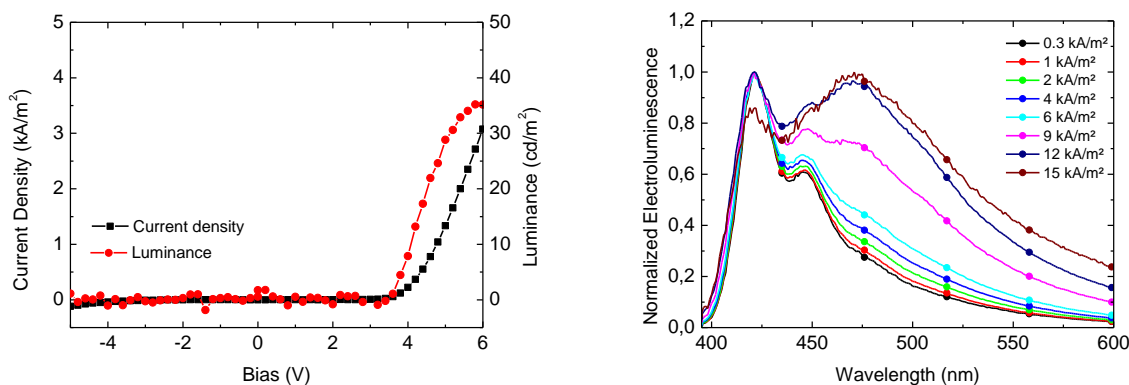 5
4
3
2
1
0
Current Density (kA/m²)
-4
-2
0
2
4
6
Bias (V)
50
40
30
20
10
0
Luminance (cd/m²)
Current density
Luminance
1,0
0,8
0,6
0,4
0,2
1,0
Normalized Electroluminescence
400
450
500
550
600
Wavelength (nm)
0.3 kA/m²
1 kA/m²
2 kA/m²
4 kA/m²
6 kA/m²
9 kA/m²
12 kA/m²
15 kA/m²